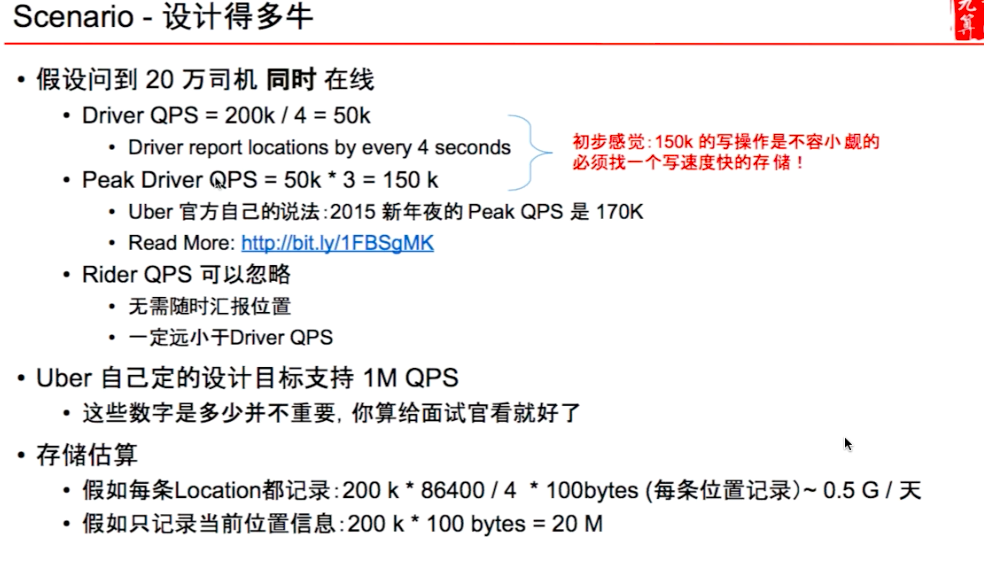 Scenario - 设计得多牛
九
算
• 假设问到 20 万司机 同时 在线
• Driver QPS = 200k / 4 = 50k
• Driver report locations by every 4 seconds
• Peak Driver QPS = 50k * 3 = 150 k
初步感觉：150k 的写操作是不容小觑的
必须找一个写速度快的存储！
• Uber 官方自己的说法：2015 新年夜的 Peak QPS 是 170K
• Read More: http://bit.ly/1FBSgMK
• Rider QPS 可以忽略
• 无需随时汇报位置
• 一定远小于Driver QPS
• Uber 自己定的设计目标支持 1M QPS
• 这些数字是多少并不重要, 你算给面试官看就好了
• 存储估算
• 假如每条Location都记录：200 k * 86400 / 4 * 100bytes (每条位置记录)~ 0.5 G / 天
• 假如只记录当前位置信息：200 k * 100 bytes = 20 M